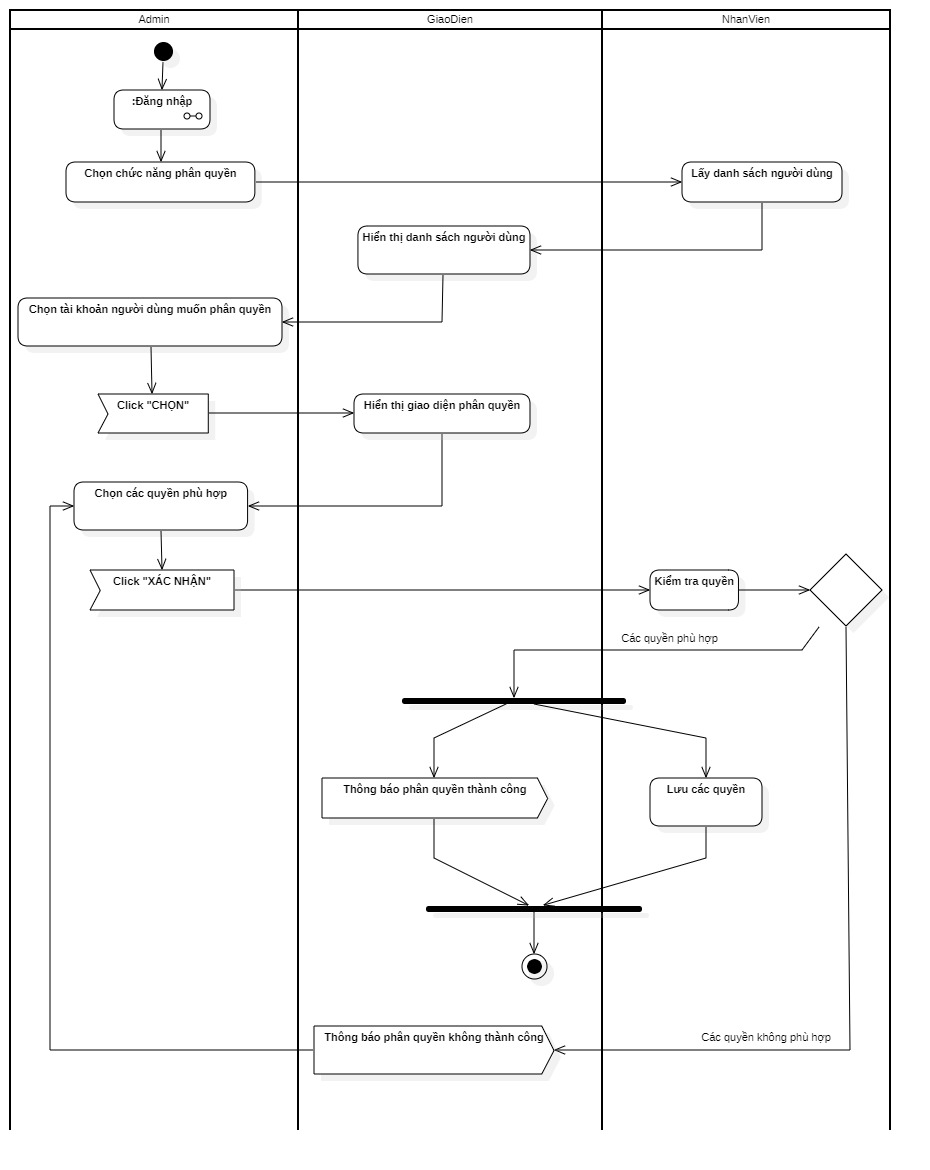 Admin
GiaoDien
NhanVien
:Đăng nhập
Chọn chức năng phân quyền
Lấy danh sách người dùng
Hiển thị danh sách người dùng
Chọn tài khoản người dùng muốn phân quyền
Click "CHỌN"
Hiển thị giao diện phân quyền
Chọn các quyền phù hợp
Click "XÁC NHẬN"
Kiểm tra quyền
Các quyền phù hợp
Thông báo phân quyền thành công
Lưu các quyền
Thông báo phân quyền không thành công
Các quyền không phù hợp